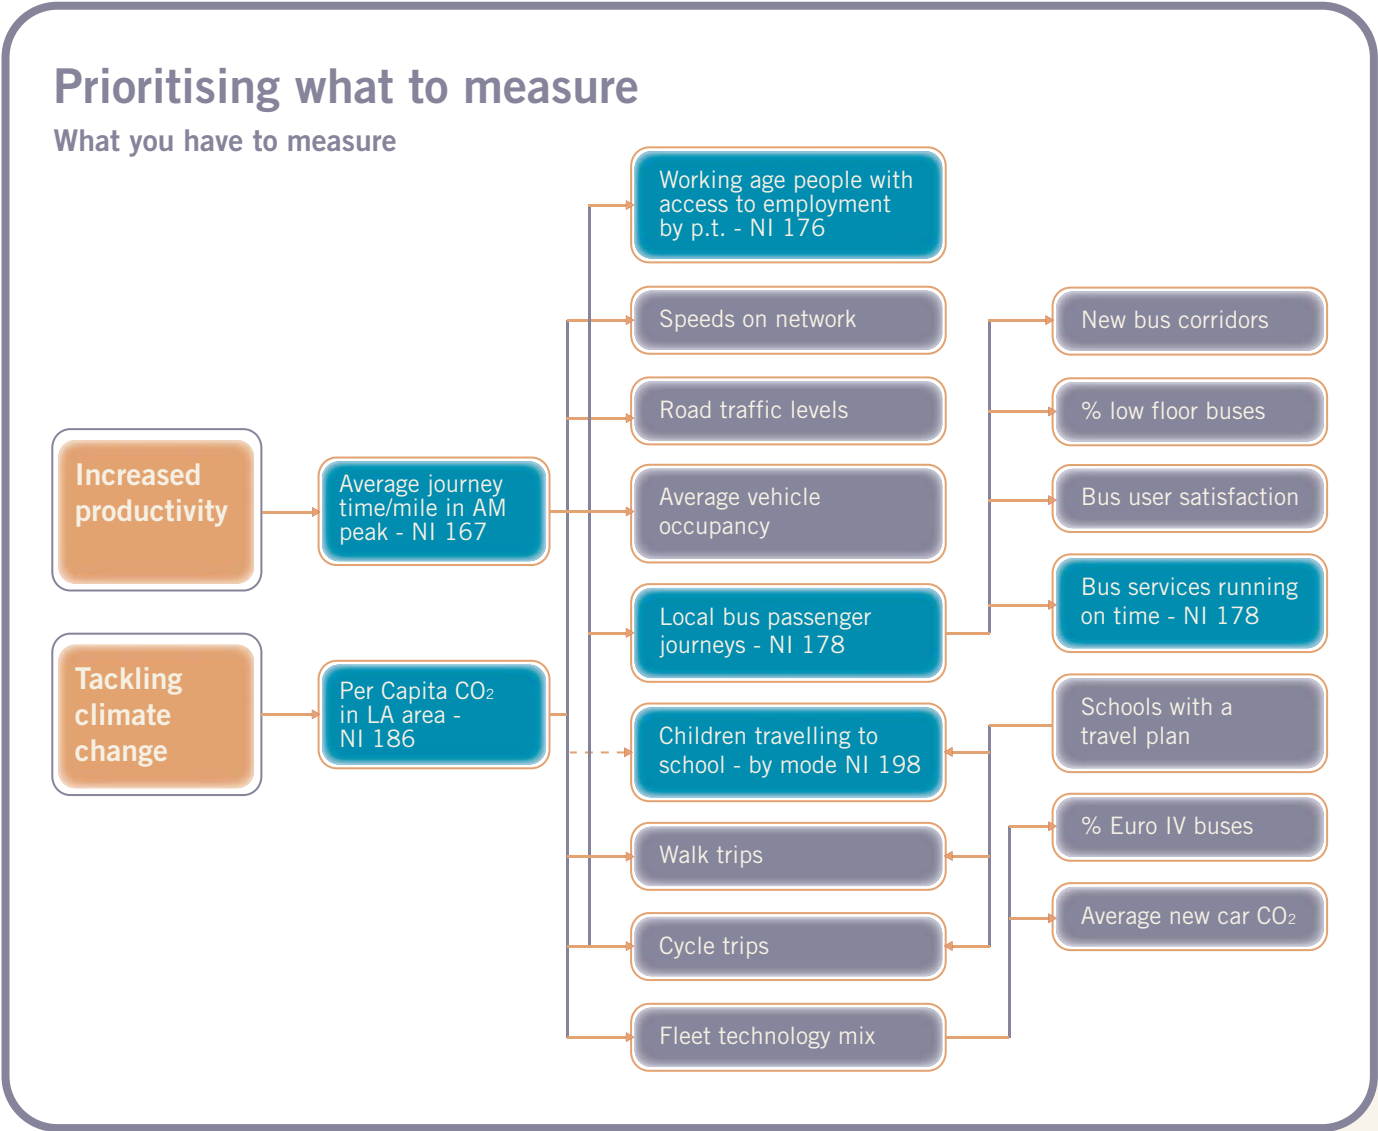 Prioritising what to measure
What you have to measure
Increased
productivity
Tackling
climate
change
Average journey
time/mile in AM
peak - NI 167
Per Capita CO₂
in LA area -
NI 186
Working age people with
access to employment
by p.t. - NI 176
Speeds on network
Road traffic levels
Average vehicle
occupancy
Local bus passenger
journeys - NI 178
Children travelling to
school - by mode NI 198
Walk trips
Cycle trips
Fleet technology mix
New bus corridors
% low floor buses
Bus user satisfaction
Bus services running
on time - NI 178
Schools with a
travel plan
% Euro IV buses
Average new car CO₂